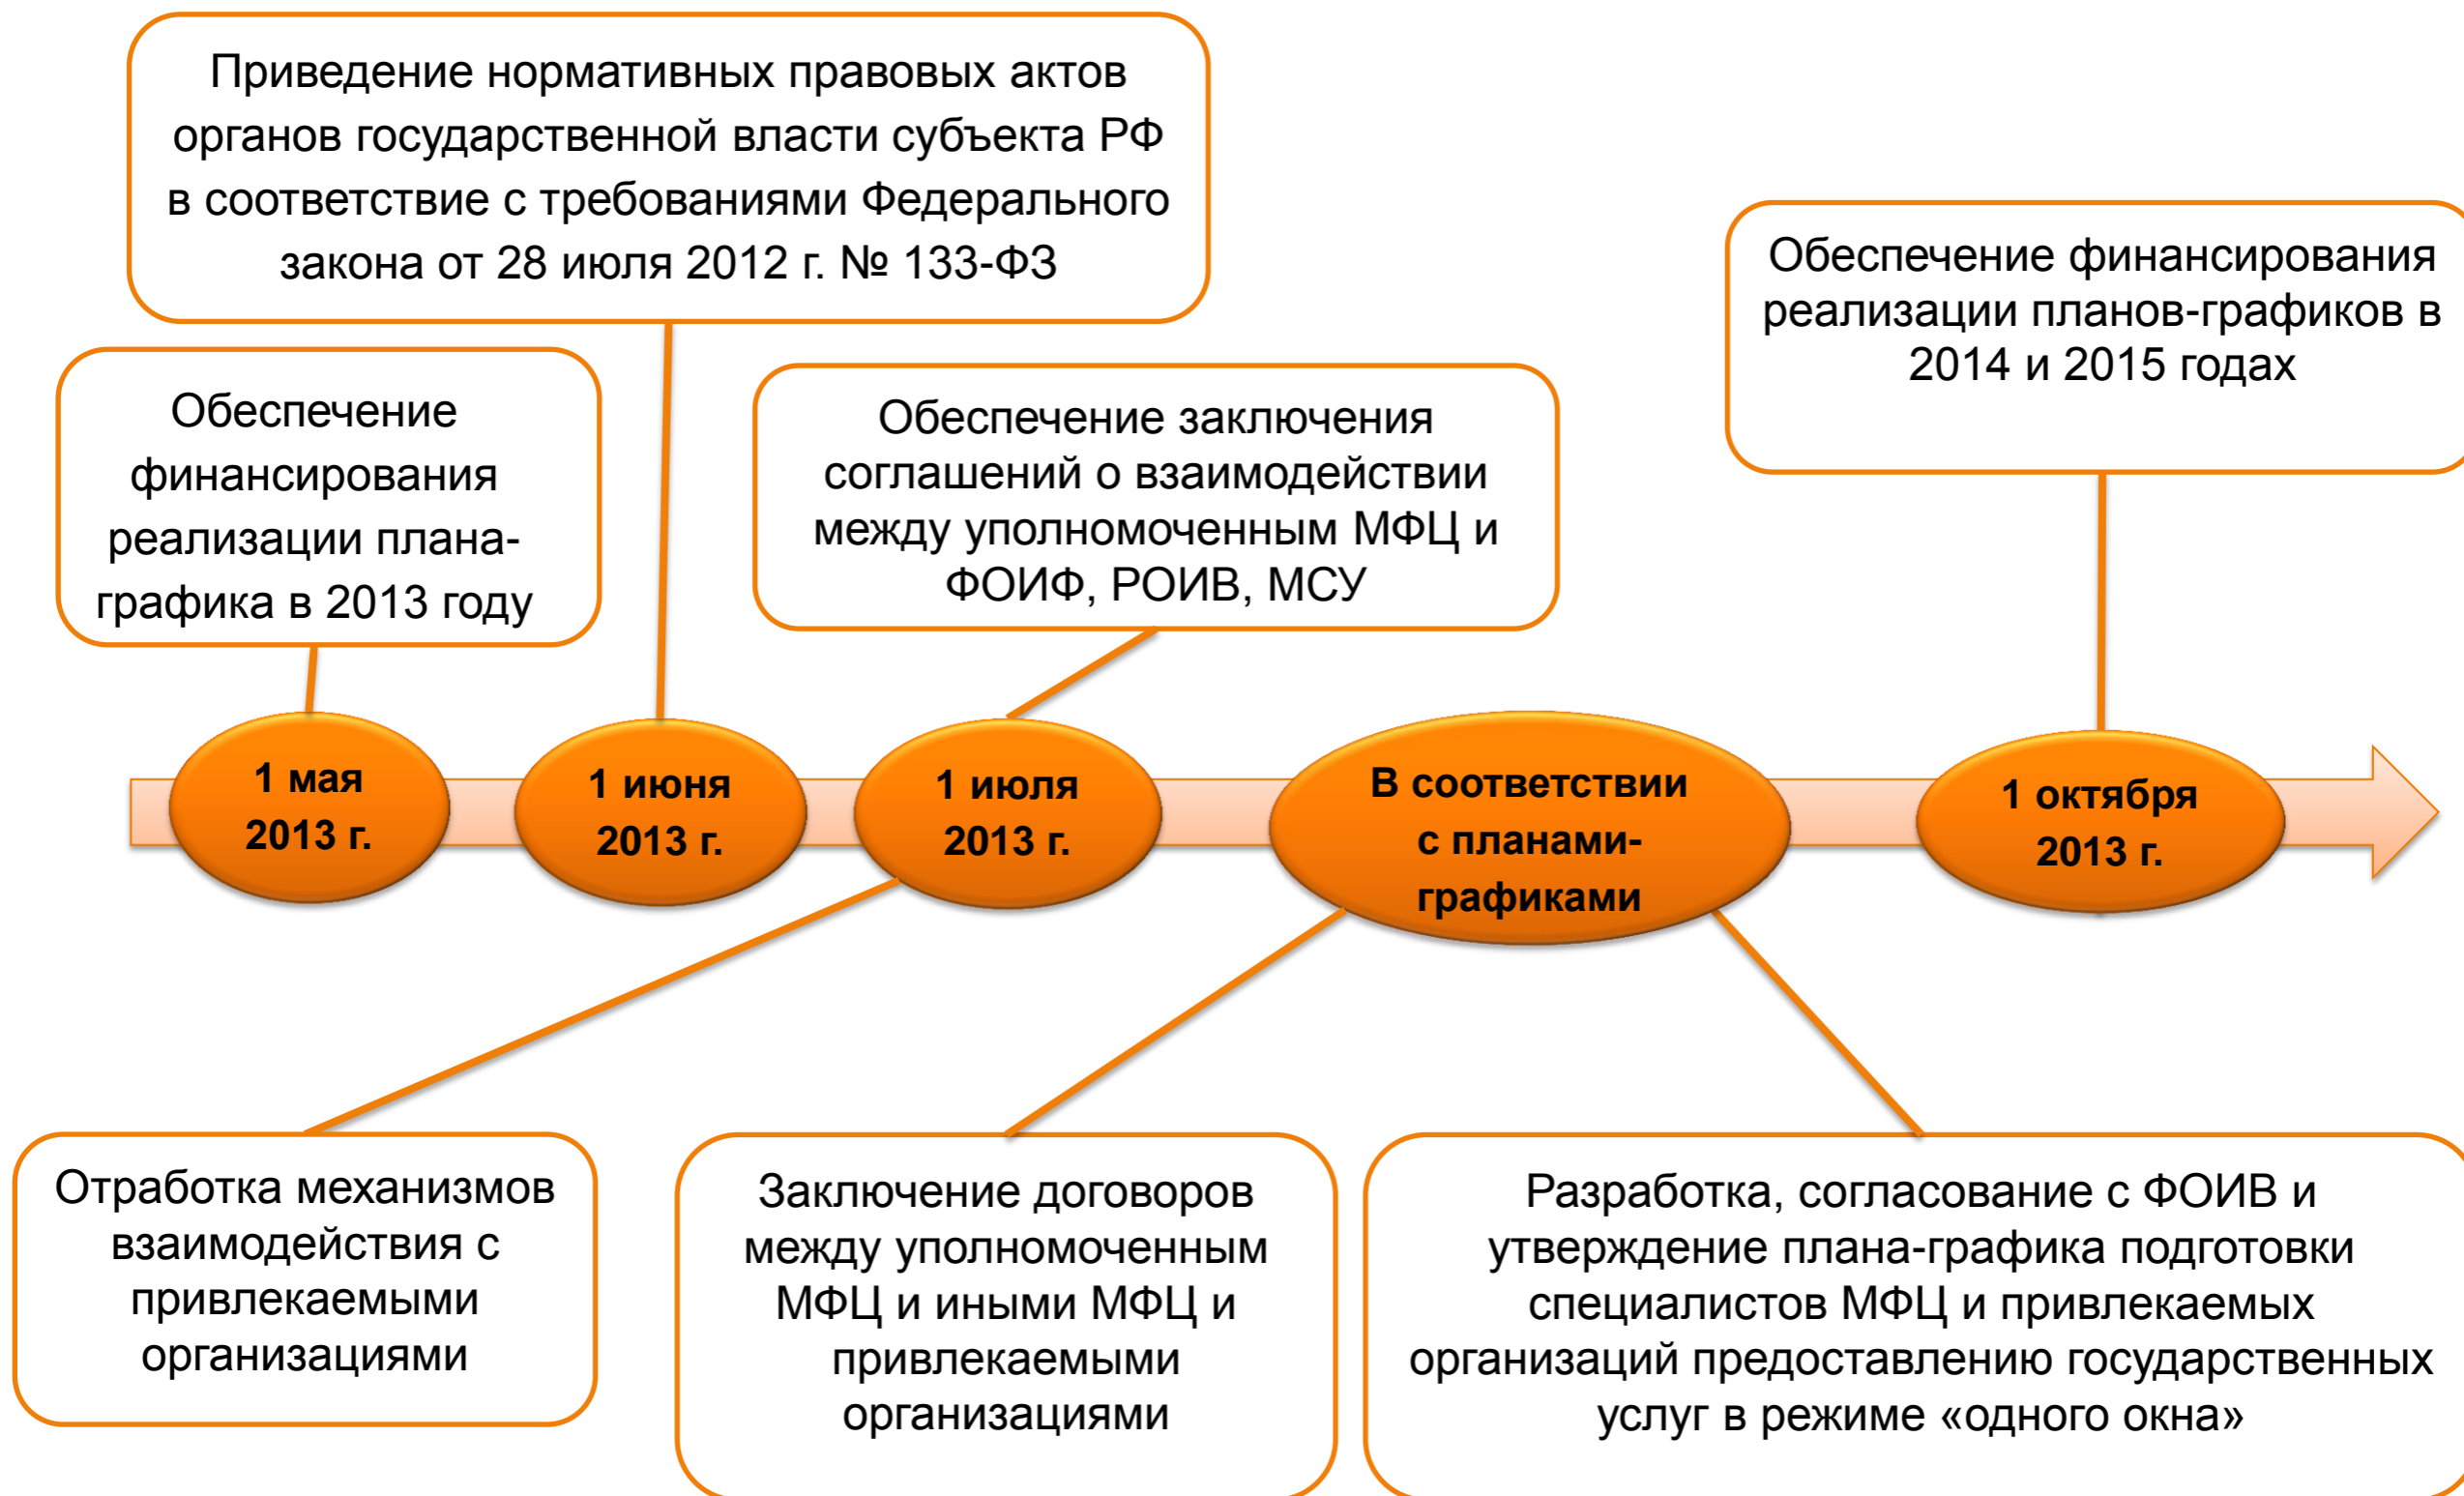 Приведение нормативных правовых актов
органов государственной власти субъекта РФ
в соответствие с требованиями Федерального
закона от 28 июля 2012 г. № 133-ФЗ
Обеспечение финансирования
реализации планов-графиков в
2014 и 2015 годах
Обеспечение
финансирования
реализации плана-
графика в 2013 году
Обеспечение заключения
соглашений о взаимодействии
между уполномоченным МФЦ и
ФОИФ, РОИВ, МСУ
1 мая
2013 г.
1 июня
2013 г.
1 июля
2013 г.
В соответствии
с планами-
графиками
1 октября
2013 г.
Отработка механизмов
взаимодействия с
привлекаемыми
организациями
Заключение договоров
между уполномоченным
МФЦ и иными МФЦ и
привлекаемыми
организациями
Разработка, согласование с ФОИВ и
утверждение плана-графика подготовки
специалистов МФЦ и привлекаемых
организаций предоставлению государственных
услуг в режиме «одного окна»